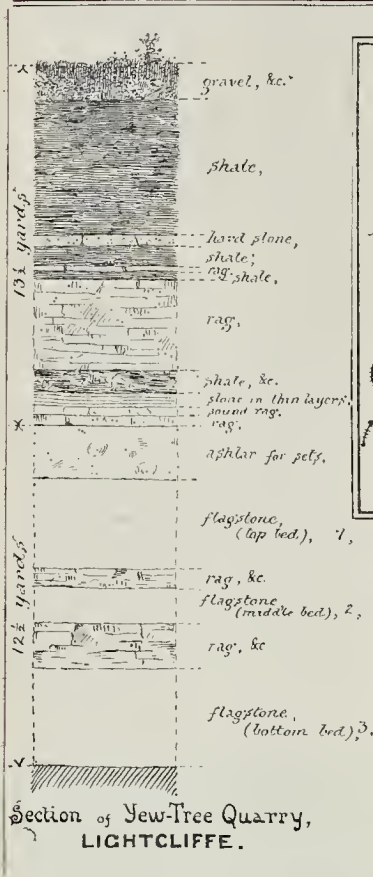 gravel, &c.
shale,
hard stone,
shale;
rag.
shale,
rag,
shale, &c.
stone in thin layers.
sound rag.
rag.
ashlar for sets,
flagstone,
(top bed), 1,
rag, &c.
flagstone
(middle bed), 2,
rag, &c
flagstone,
(bottom bed), 3.
13½ yards
12½ yards
Section of Yew-Tree Quarry,
LIGHTCLIFFE.